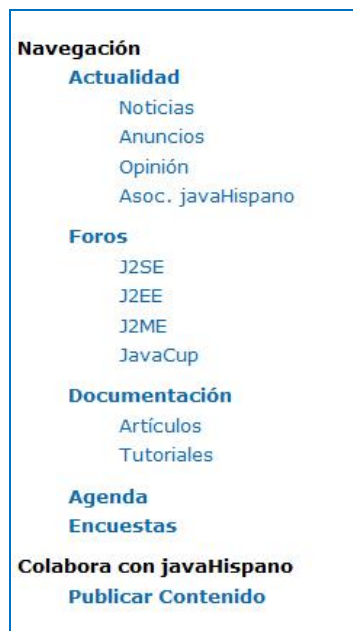 Navegación
Actualidad
Noticias
Anuncios
Opinión
Asoc. javaHispano
Foros
J2SE
J2EE
J2ME
JavaCup
Documentación
Artículos
Tutoriales
Agenda
Encuestas
Colabora con javaHispano
Publicar Contenido